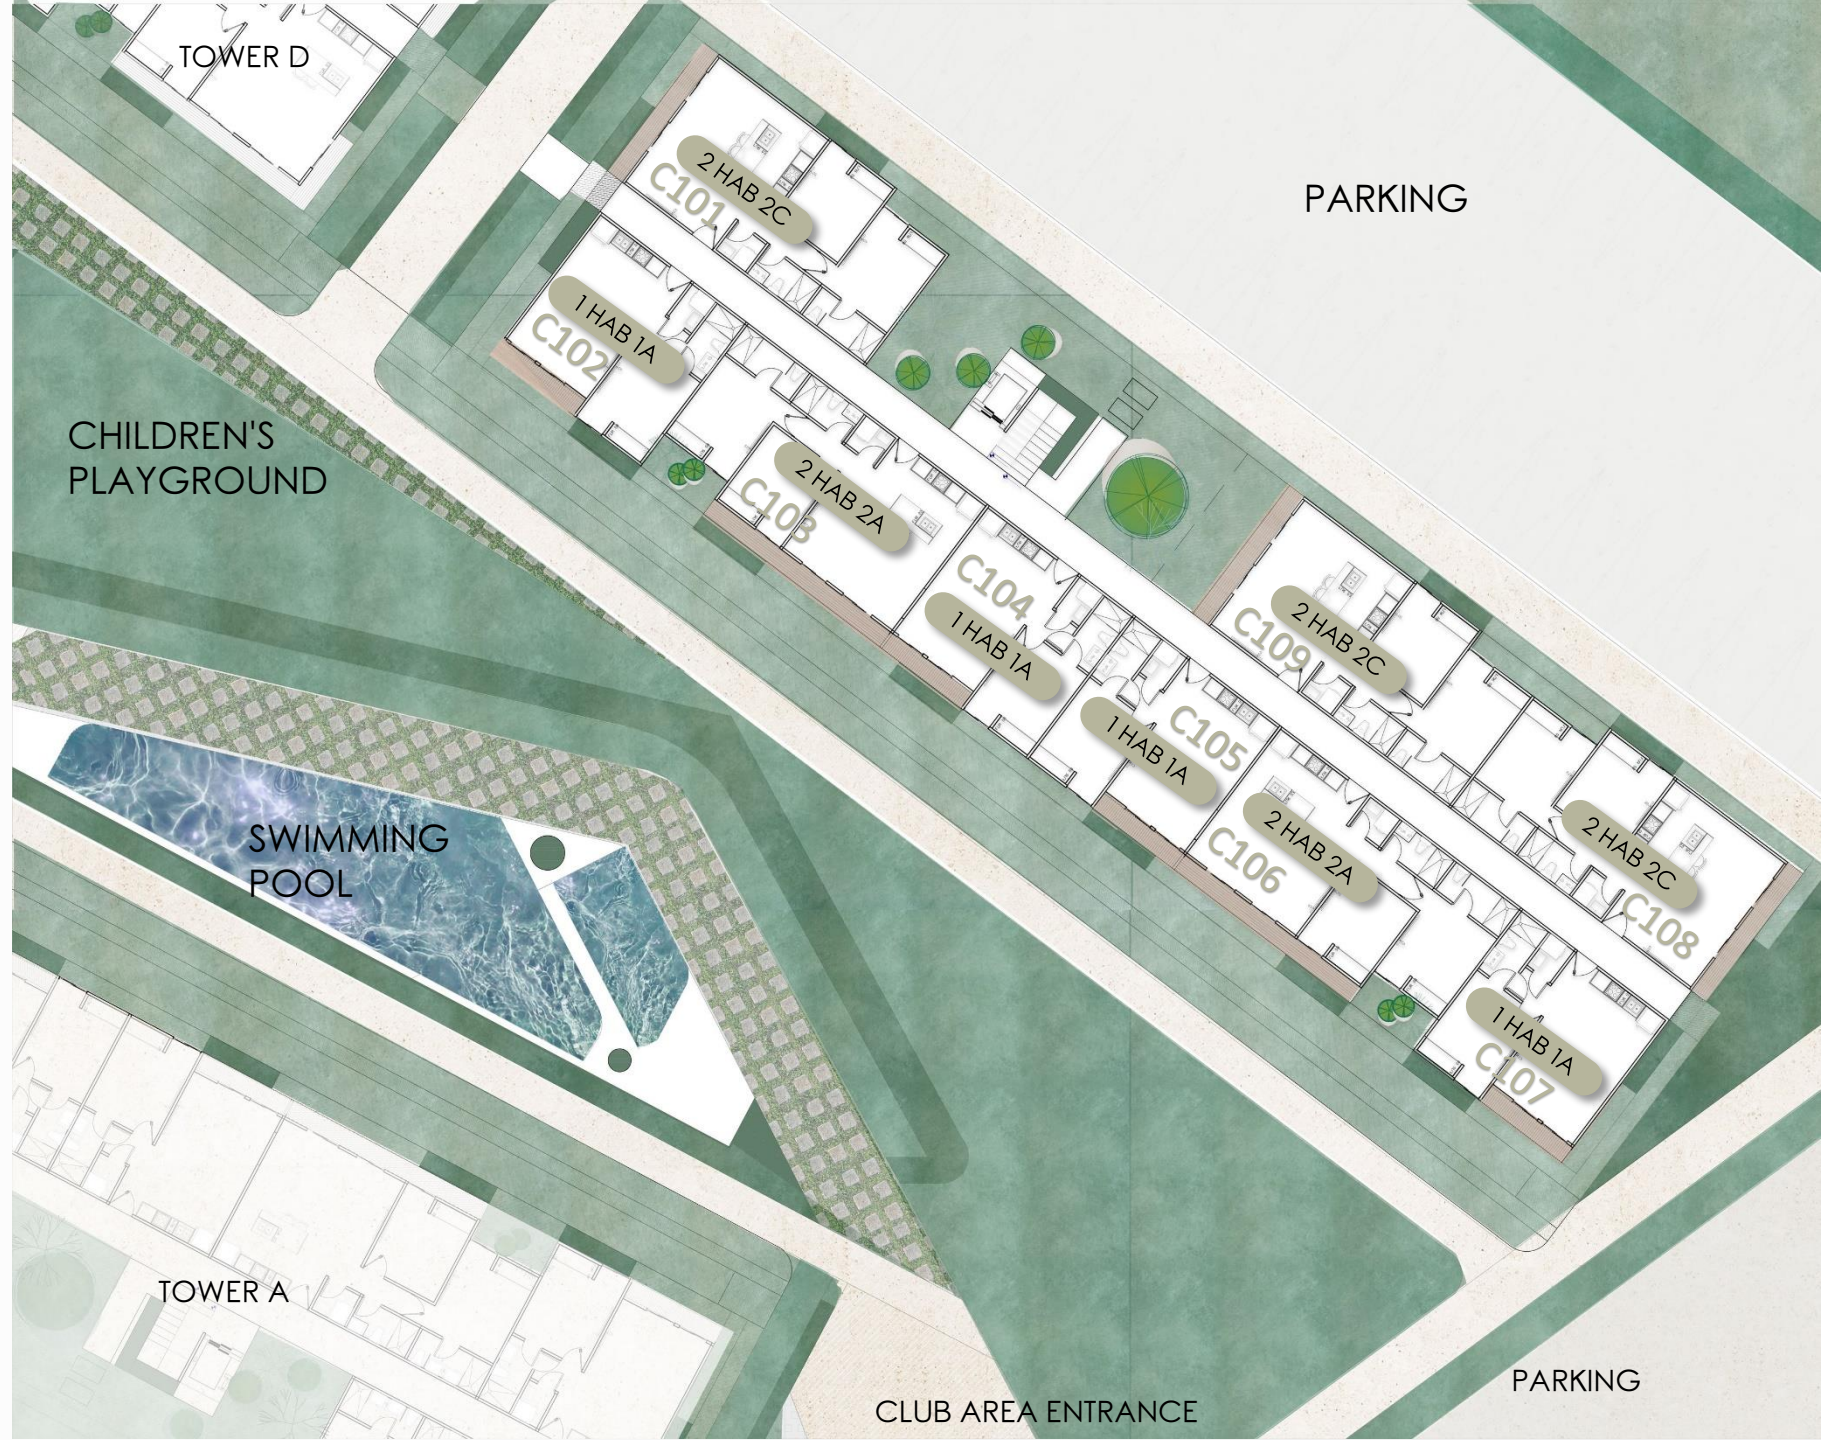 TOWER D
PARKING
2 HAB 2C
C101
1 HAB 1A
C102
CHILDREN'S
PLAYGROUND
2 HAB 2A
C103
C104
1 HAB 1A
2 HAB 2C
C109
C105
1 HAB 1A
2 HAB 2A
C106
2 HAB 2C
C108
SWIMMING
POOL
1 HAB 1A
C107
TOWER A
PARKING
CLUB AREA ENTRANCE